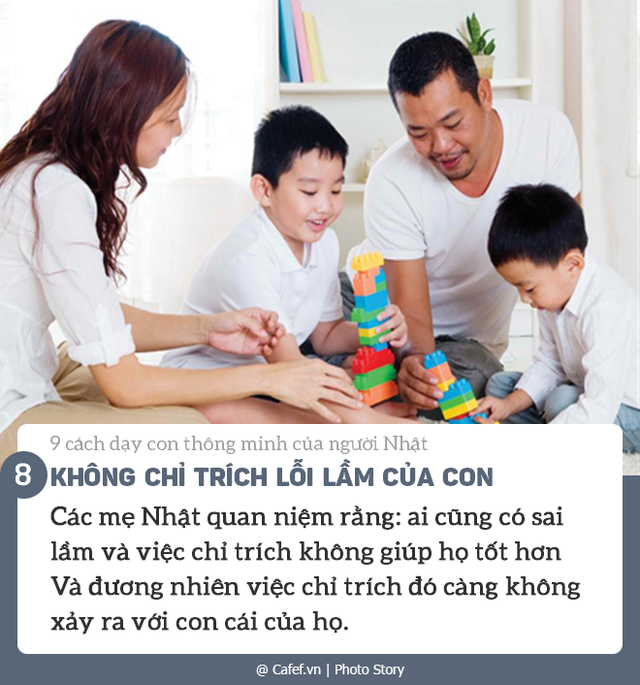 9 cách dạy con thông minh của người Nhật
8 KHÔNG CHỈ TRÍCH LỖI LẦM CỦA CON
Các mẹ Nhật quan niệm rằng: ai cũng có sai
lầm và việc chỉ trích không giúp họ tốt hơn
Và đương nhiên việc chỉ trích đó càng không
xảy ra với con cái của họ.
@ Cafef.vn | Photo Story